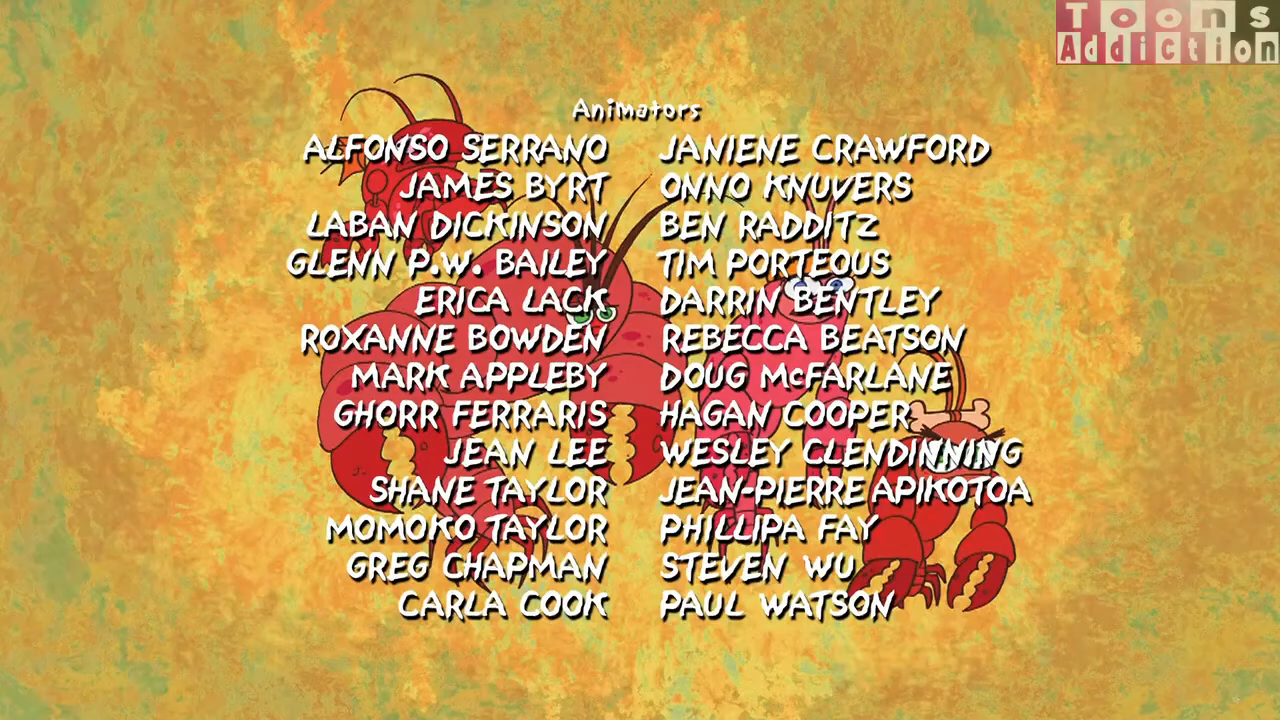 Toons
Addiction
Animators
ALFONSO SERRANO JANIENE CRAWFORD
JAMES BYRT ONNO KNUVERS
LABAN DICKINSON BEN RADDITZ
GLENN P.W. BAILEY TIM PORTEOUS
ERICA LACK DARRIN BENTLEY
ROXANNE BOWDEN REBECCA BEATSON
MARK APPLEBY DOUG McFARLANE
GHORR FERRARIS HAGAN COOPER
JEAN LEE WESLEY CLENDINNING
SHANE TAYLOR JEAN-PIERRE APIKOTOA
MOMOKO TAYLOR PHILLIPA FAY
GREG CHAPMAN STEVEN WU
CARLA COOK PAUL WATSON